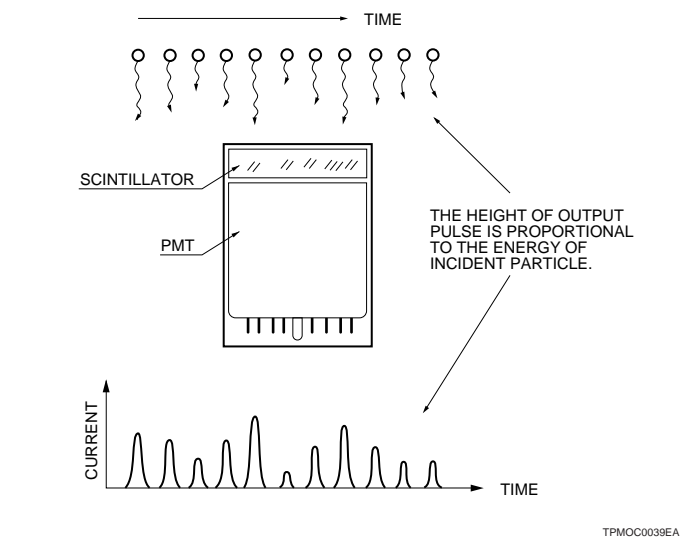 TIME
SCINTILLATOR
PMT
THE HEIGHT OF OUTPUT
PULSE IS PROPORTIONAL
TO THE ENERGY OF
INCIDENT PARTICLE.
CURRENT
TIME
TPMOC0039EA